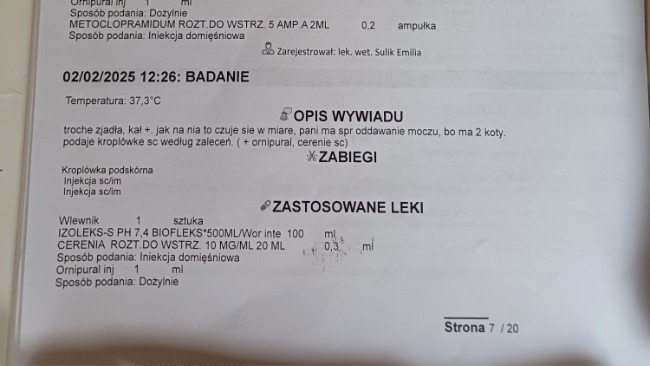 Ornipural inj 1 ml
Sposób podania: Dożylnie
METOCLOPRAMIDUM ROZT.DO WSTRZ. 5 AMP.A 2ML 0,2 ampułka
Sposób podania: Iniekcja domięśniowa
Zarejestrował: lek. wet. Sulik Emilia
02/02/2025 12:26: BADANIE
Temperatura: 37,3°C
OPIS WYWIADU
troche zjadła, kał +. jak na nia to czuje sie w miare, pani ma spr oddawanie moczu, bo ma 2 koty.
podaje kroplówke sc według zaleceń. ( + ornipural, cerenie sc)
ZABIEGI
Kroplówka podskórna
Injekcja sc/im
Injekcja sc/im
ZASTOSOWANE LEKI
Wlewnik 1 sztuka
IZOLEKS-S PH 7,4 BIOFLEKS*500ML/Wor inte 100 ml
CERENIA ROZT.DO WSTRZ. 10 MG/ML 20 ML 0,3 ml
Sposób podania: Iniekcja domięśniowa
Ornipural inj 1 ml
Sposób podania: Dożylnie
Strona 7 / 20